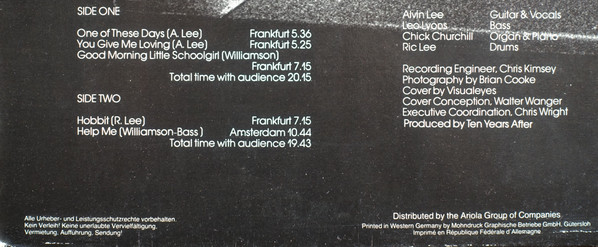 SIDE ONE
One of These Days (A. Lee) Frankfurt 5.36
You Give Me Loving (A. Lee) Frankfurt 5.25
Good Morning Little Schoolgirl (Williamson)
Frankfurt 7.15
Total time with audience 20.15
SIDE TWO
Hobbit (R. Lee) Frankfurt 7.15
Help Me (Williamson-Bass) Amsterdam 10.44
Total time with audience 19.43
Alle Urheber- und Leistungsschutzrechte vorbehalten.
Kein Verleih! Keine unerlaubte Vervielfältigung.
Vermietung, Aufführung, Sendung!
Alvin Lee Guitar & Vocals
Leo Lyons Bass
Chick Churchill Organ & Piano
Ric Lee Drums
Recording Engineer, Chris Kimsey
Photography by Brian Cooke
Cover by Visualeyes
Cover Conception, Walter Wanger
Executive Coordination, Chris Wright
Produced by Ten Years After
Distributed by the Ariola Group of Companies
Printed in Western Germany by Mohndruck Graphische Betriebe GmbH, Gütersloh
Imprimé en République Fédérale d'Allemagne